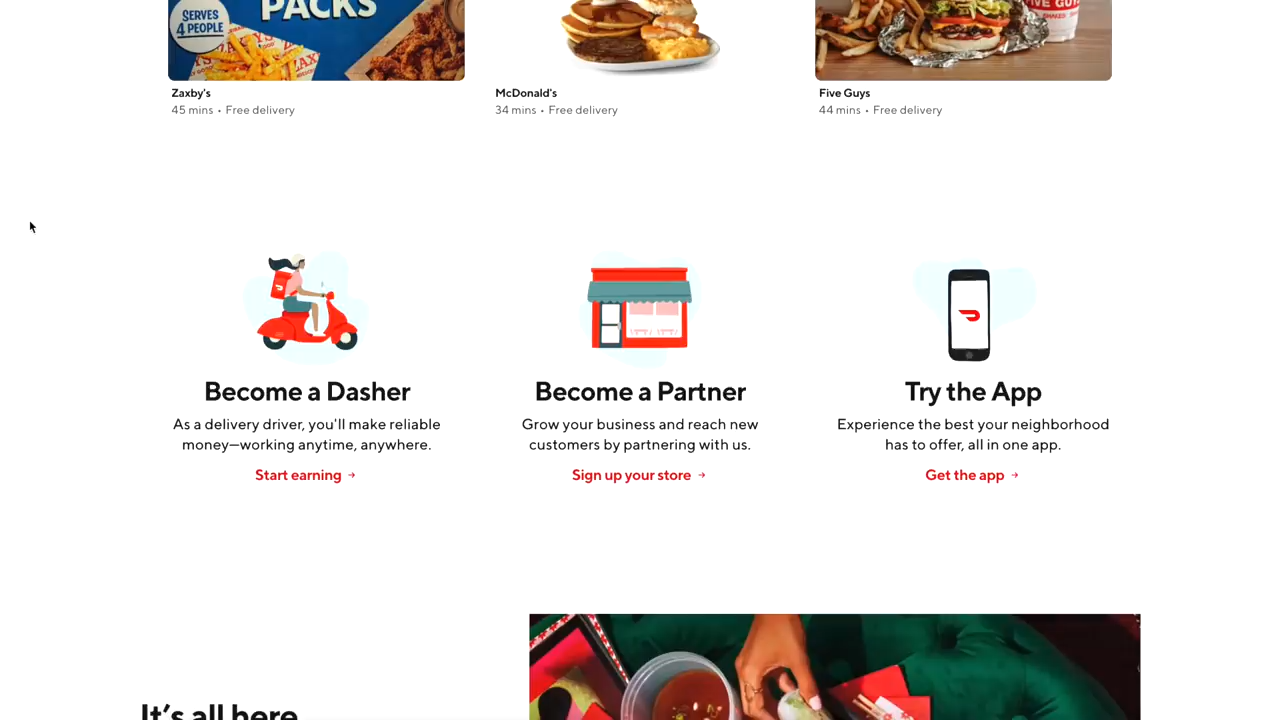 PACKS
SERVES
4 PEOPLE
FIVE GUYS
Zaxby's
45 mins • Free delivery
McDonald's
34 mins • Free delivery
Five Guys
44 mins • Free delivery
Become a Dasher
As a delivery driver, you'll make reliable
money—working anytime, anywhere.
Start earning →
Become a Partner
Grow your business and reach new
customers by partnering with us.
Sign up your store →
Try the App
Experience the best your neighborhood
has to offer, all in one app.
Get the app →
It's all here